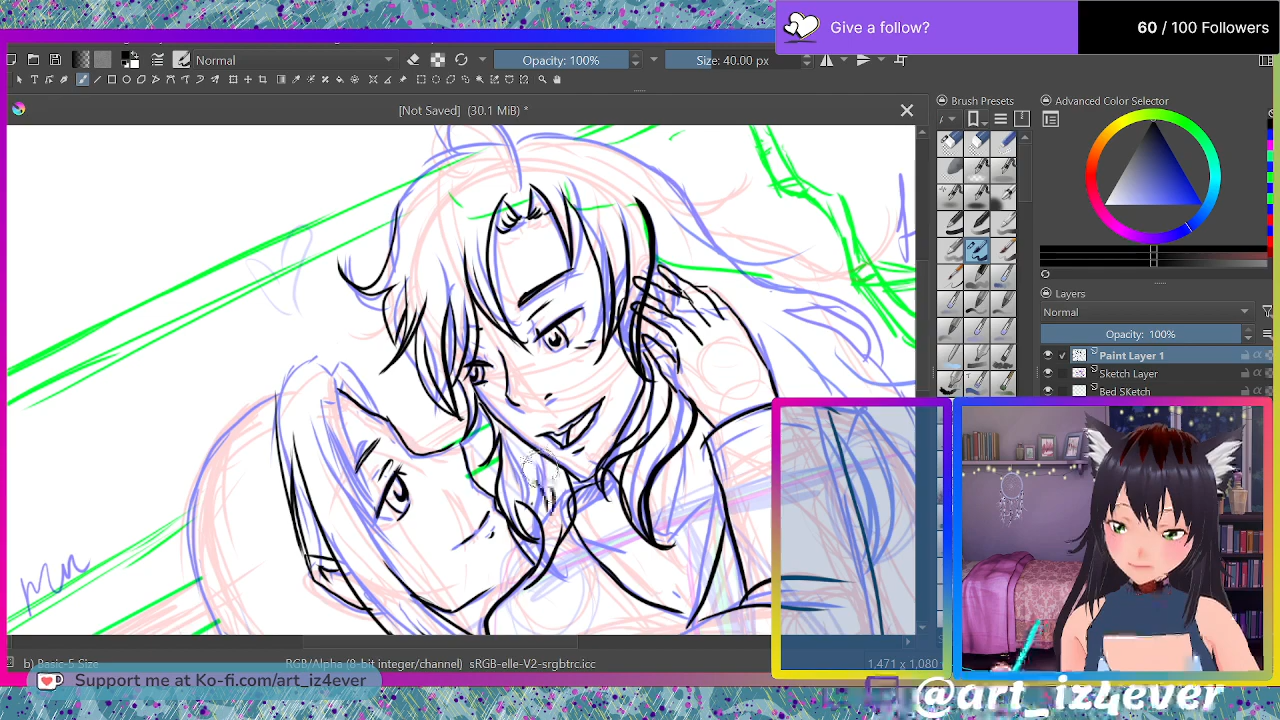 Give a follow?
60 / 100 Followers
Normal
Opacity: 100%
Size: 40.00 px
[Not Saved] (30.1 MiB) *
Brush Presets
Advanced Color Selector
Layers
Normal
Opacity: 100%
Paint Layer 1
Sketch Layer
Bed SKetch
b) Basic-5 Size
RGB/Alpha (8-bit integer/channel) sRGB-elle-V2-srgbtrc.icc
1,471 x 1,080
Support me at Ko-fi.com/art_iz4ever
@art_iz4ever